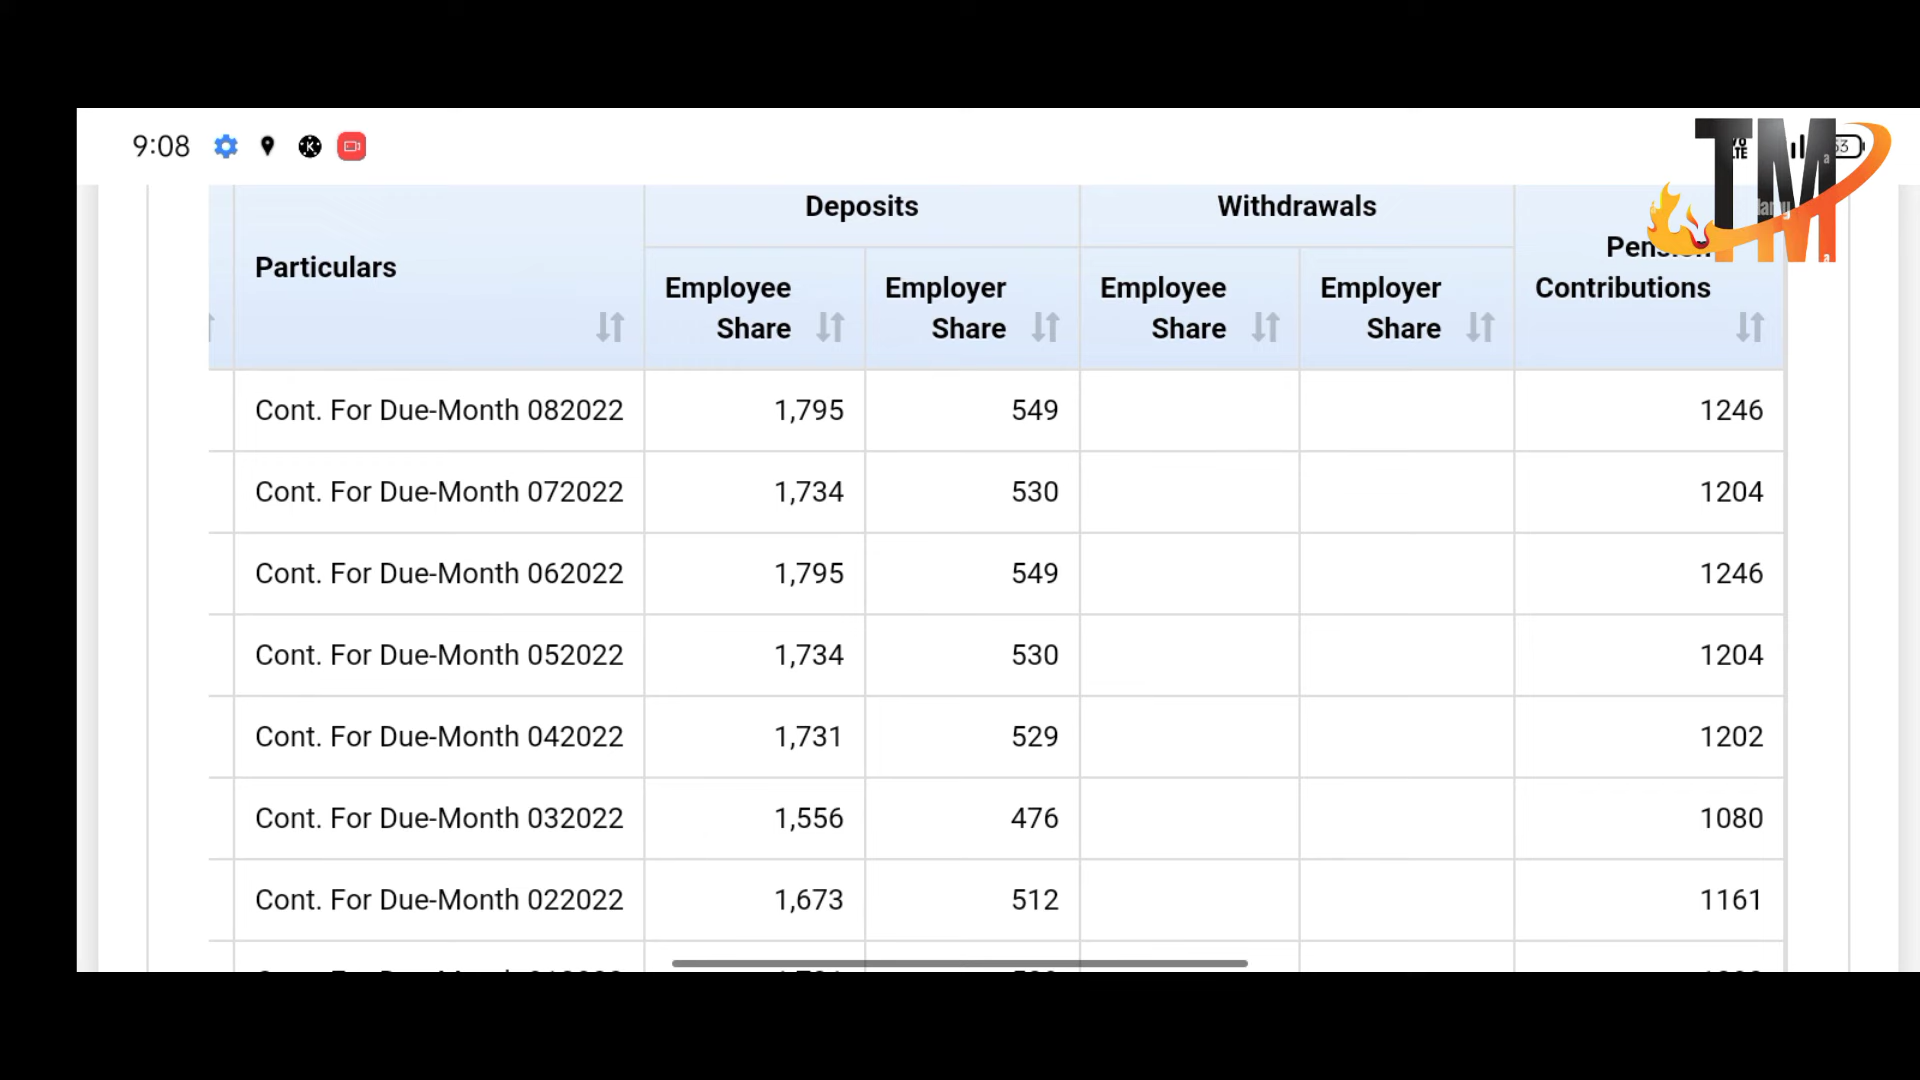 9:08
Deposits Withdrawals
Particulars
Employee Share Employer Share Employee Share Employer Share Contributions
Cont. For Due-Month 082022 1,795 549 1246
Cont. For Due-Month 072022 1,734 530 1204
Cont. For Due-Month 062022 1,795 549 1246
Cont. For Due-Month 052022 1,734 530 1204
Cont. For Due-Month 042022 1,731 529 1202
Cont. For Due-Month 032022 1,556 476 1080
Cont. For Due-Month 022022 1,673 512 1161
TM